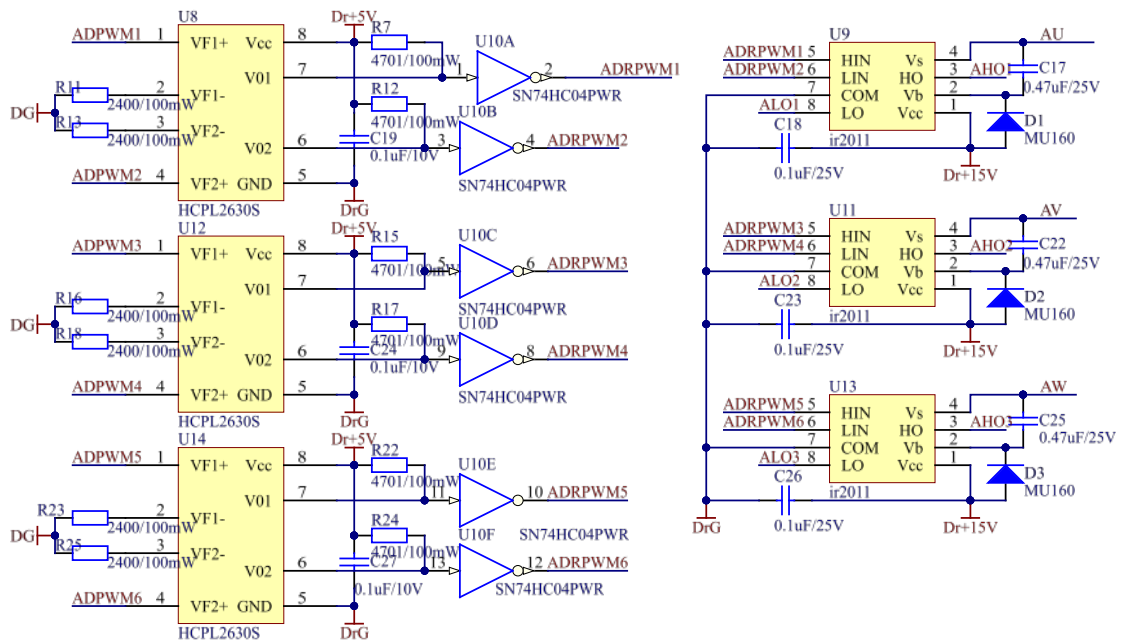 U8
Dr+5V
ADPWM1 1 VF1+ Vcc 8 R7
4701/100mW
U10A
V01 7 1 2 ADRPWM1
SN74HC04PWR
R11 2 VF1- R12
2400/100mW
4701/100mW
U10B
DG
R13 3 VF2-
2400/100mW
C19
0.1uF/10V
V02 6 3 4 ADRPWM2
ADPWM2 4 VF2+ GND 5
SN74HC04PWR
HCPL2630S
DrG
U12
Dr+5V
ADPWM3 1 VF1+ Vcc 8 R15
4701/100mW
U10C
V01 7 5 6 ADRPWM3
R16 2 VF1-
2400/100mW
R17
SN74HC04PWR
DG
4701/100mW
U10D
R18 3 VF2-
2400/100mW
C24
0.1uF/10V
V02 6 9 8 ADRPWM4
ADPWM4 4 VF2+ GND 5
SN74HC04PWR
HCPL2630S
DrG
U14
Dr+5V
ADPWM5 1 VF1+ Vcc 8 R22
4701/100mW
U10E
V01 7 11 10 ADRPWM5
R23 2 VF1-
2400/100mW
R24
SN74HC04PWR
DG
4701/100mW
U10F
R25 3 VF2-
2400/100mW
C27
0.1uF/10V
V02 6 13 12 ADRPWM6
SN74HC04PWR
ADPWM6 4 VF2+ GND 5
HCPL2630S
DrG
U9
AU
ADRPWM1 5 HIN Vs 4
ADRPWM2 6 LIN HO 3 AHO1
C17
0.47uF/25V
7 COM Vb 2
ALO1 8 LO Vcc 1
D1
MU160
C18
ir2011
0.1uF/25V
Dr+15V
U11
AV
ADRPWM3 5 HIN Vs 4
ADRPWM4 6 LIN HO 3 AHO2
C22
0.47uF/25V
7 COM Vb 2
ALO2 8 LO Vcc 1
D2
MU160
C23
ir2011
0.1uF/25V
Dr+15V
U13
AW
ADRPWM5 5 HIN Vs 4
ADRPWM6 6 LIN HO 3 AHO3
C25
0.47uF/25V
7 COM Vb 2
ALO3 8 LO Vcc 1
D3
MU160
C26
ir2011
0.1uF/25V
DrG
Dr+15V